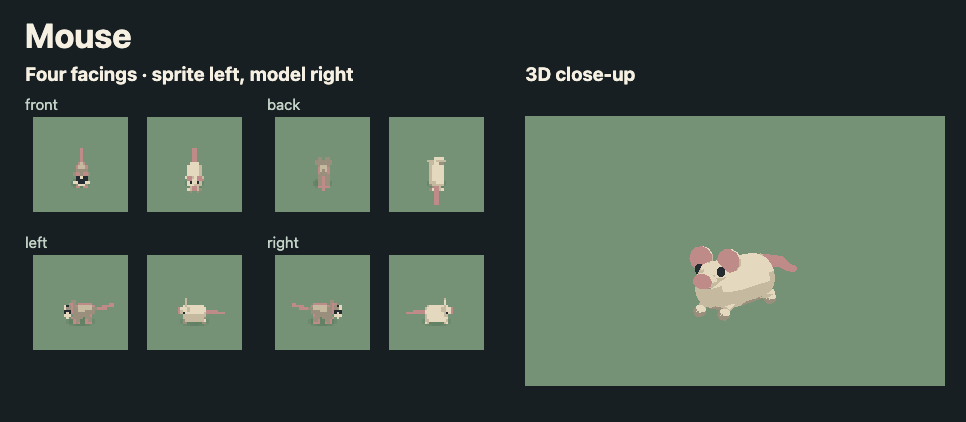 Mouse
Four facings · sprite left, model right
3D close-up
front
back
left
right